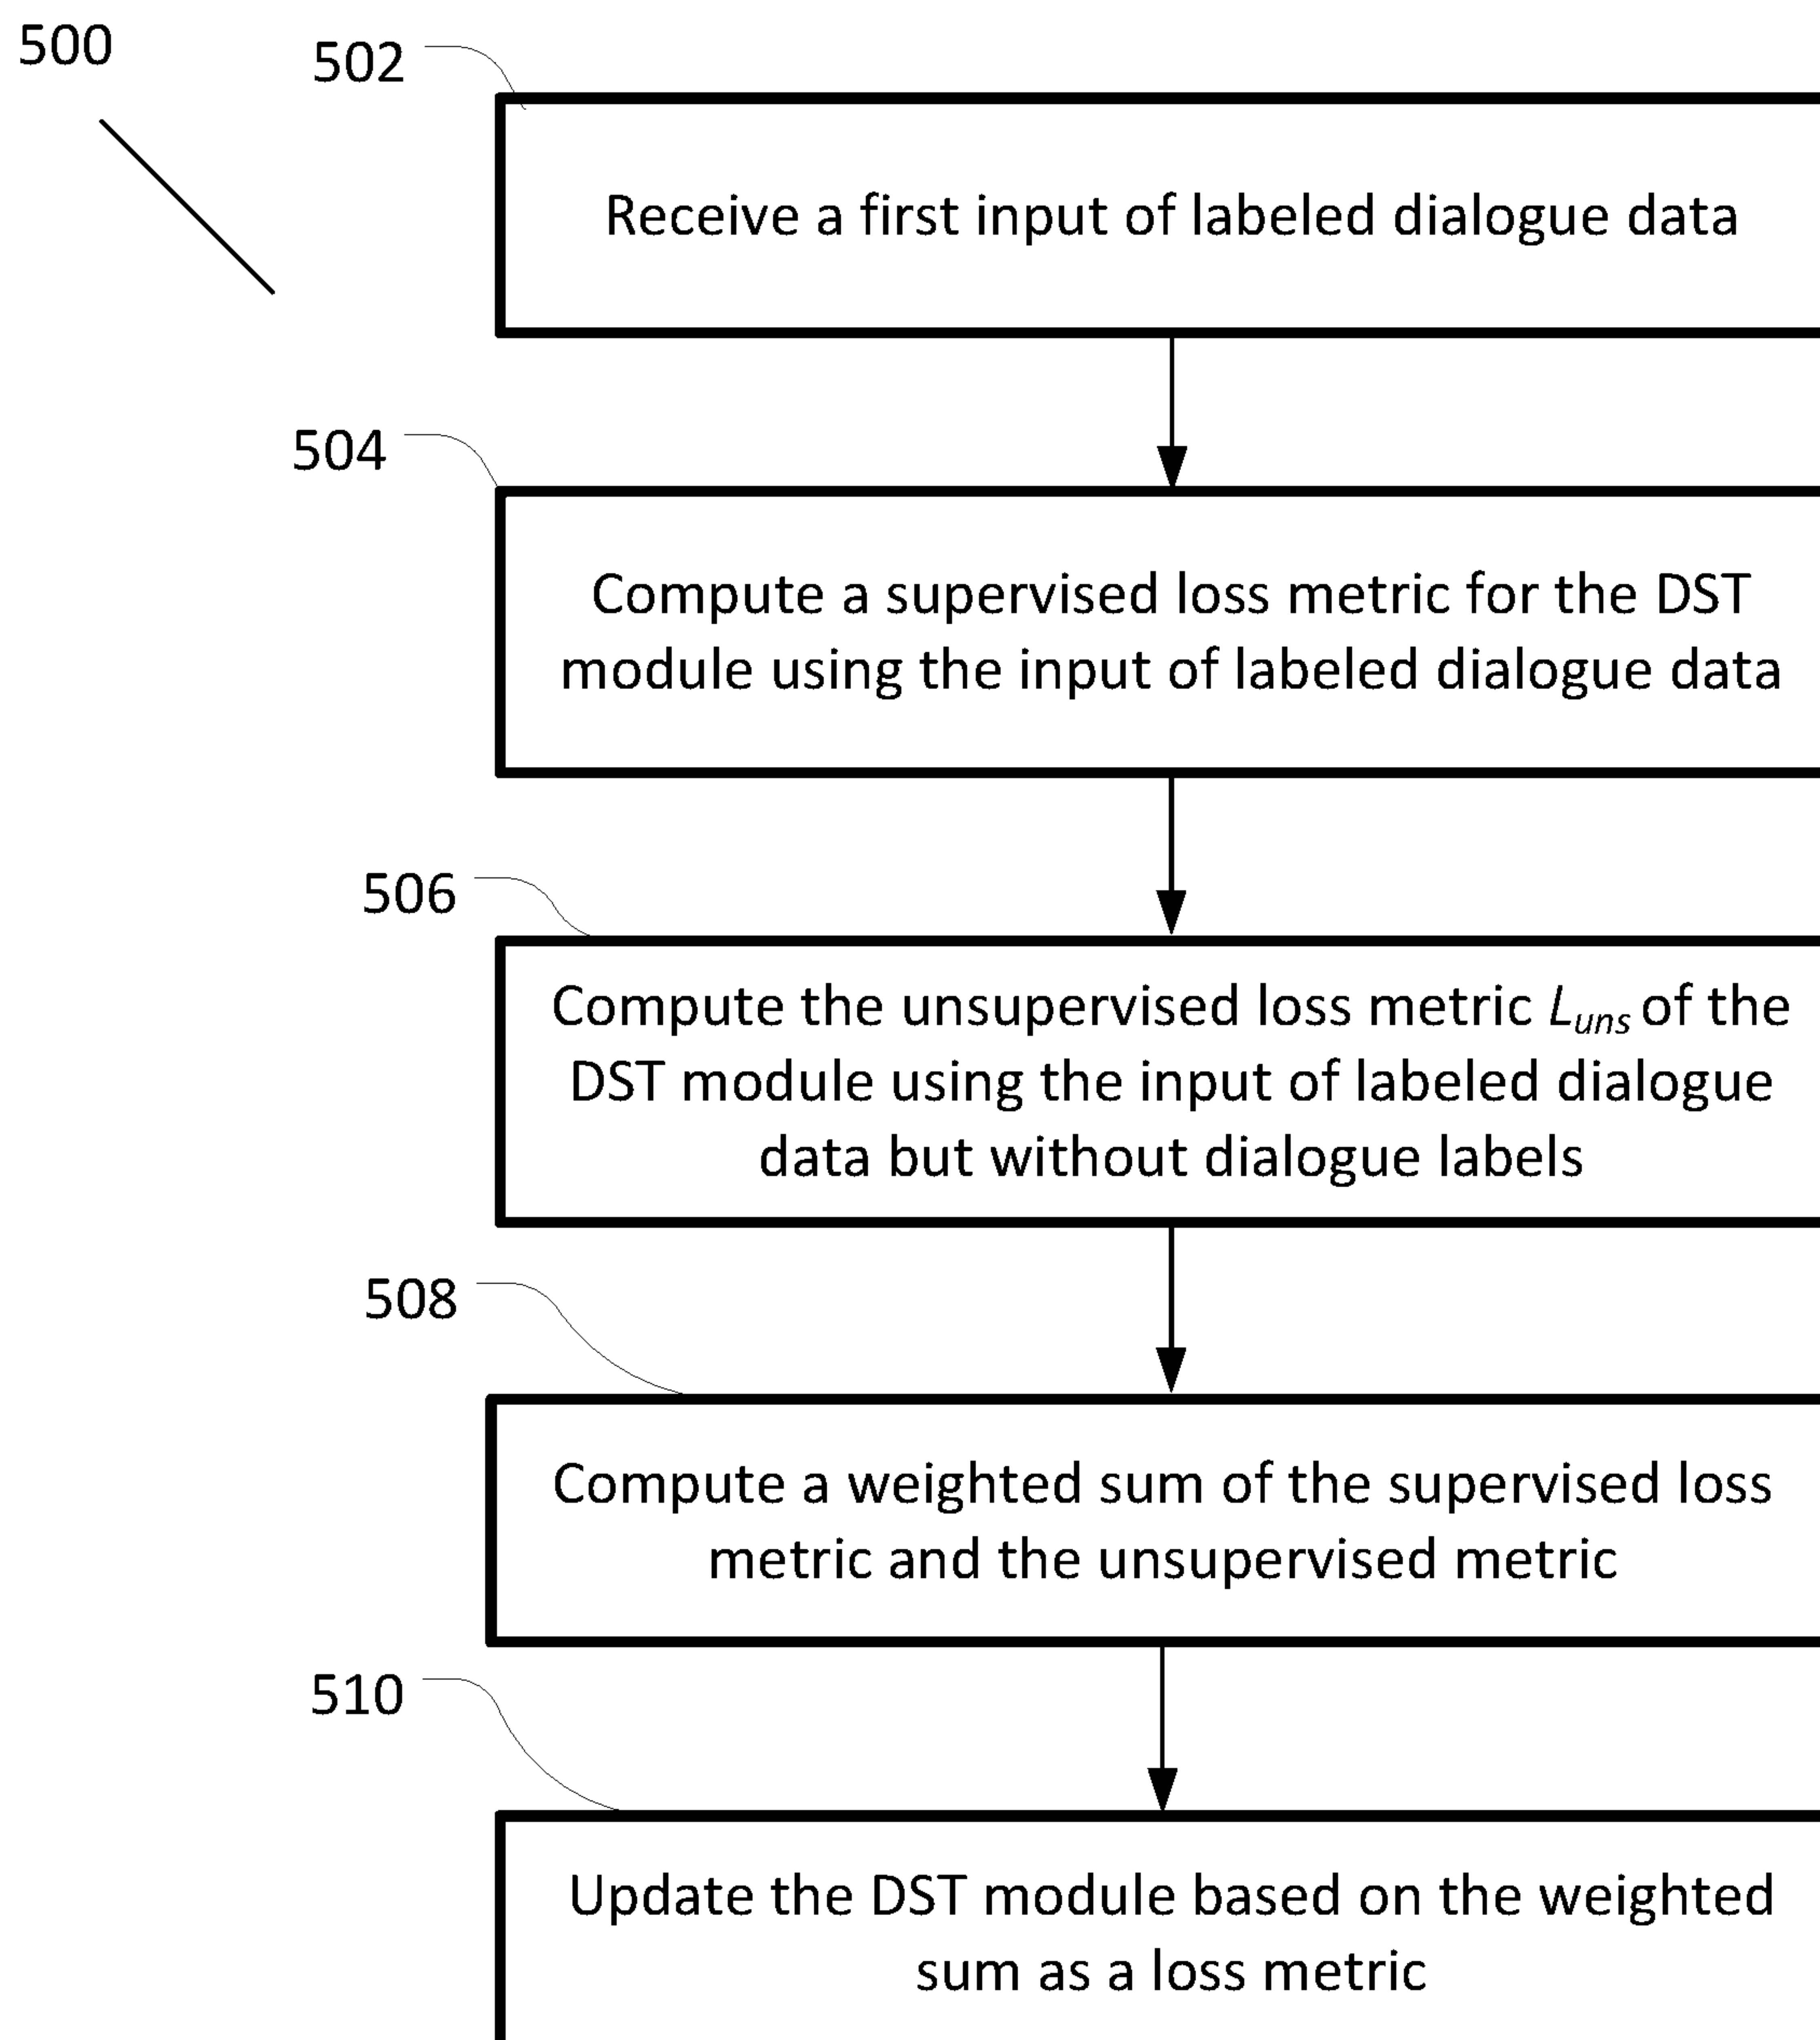 500
502
Receive a first input of labeled dialogue data
504
Compute a supervised loss metric for the DST
module using the input of labeled dialogue data
506
Compute the unsupervised loss metric Luns of the
DST module using the input of labeled dialogue
data but without dialogue labels
508
Compute a weighted sum of the supervised loss
metric and the unsupervised metric
510
Update the DST module based on the weighted
sum as a loss metric